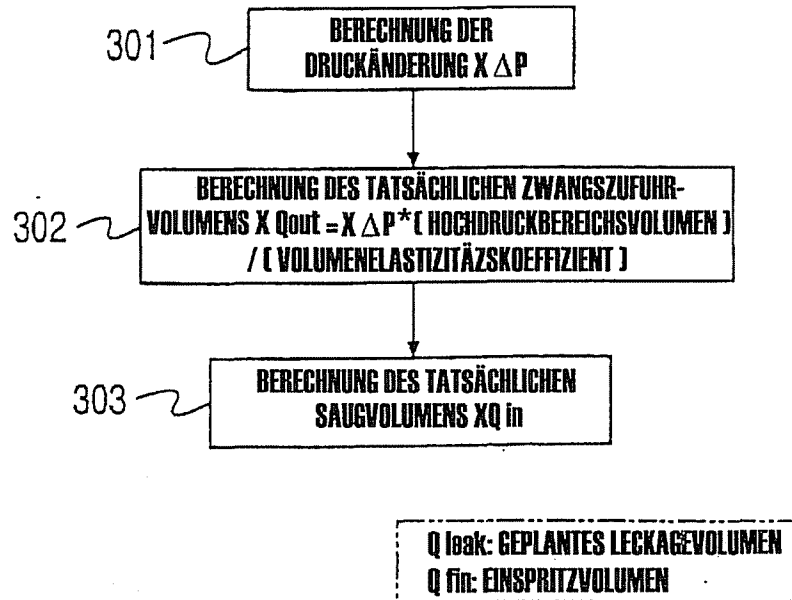 301
BERECHNUNG DER
DRUCKÄNDERUNG X ΔP
302
BERECHNUNG DES TATSÄCHLICHEN ZWANGSZUFUHR-
VOLUMENS X Qout = X ΔP*( HOCHDRUCKBEREICHSVOLUMEN )
/ ( VOLUMENELASTIZITÄZSKOEFFIZIENT )
303
BERECHNUNG DES TATSÄCHLICHEN
SAUGVOLUMENS XQ in
Q leak: GEPLANTES LECKAGEVOLUMEN
Q fin: EINSPRITZVOLUMEN